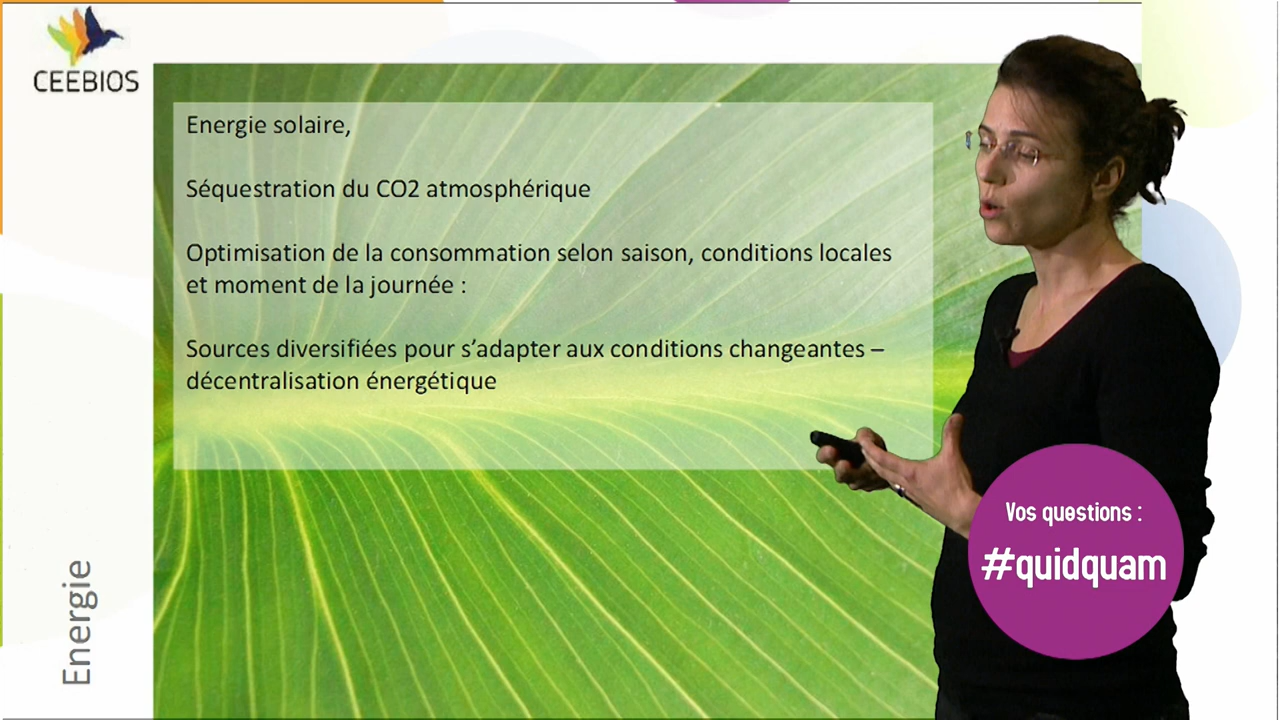 CEEBIOS
Energie solaire,
Séquestration du CO2 atmosphérique
Optimisation de la consommation selon saison, conditions locales
et moment de la journée :
Sources diversifiées pour s’adapter aux conditions changeantes –
décentralisation énergétique
Energie
Vos questions :
#quidquam